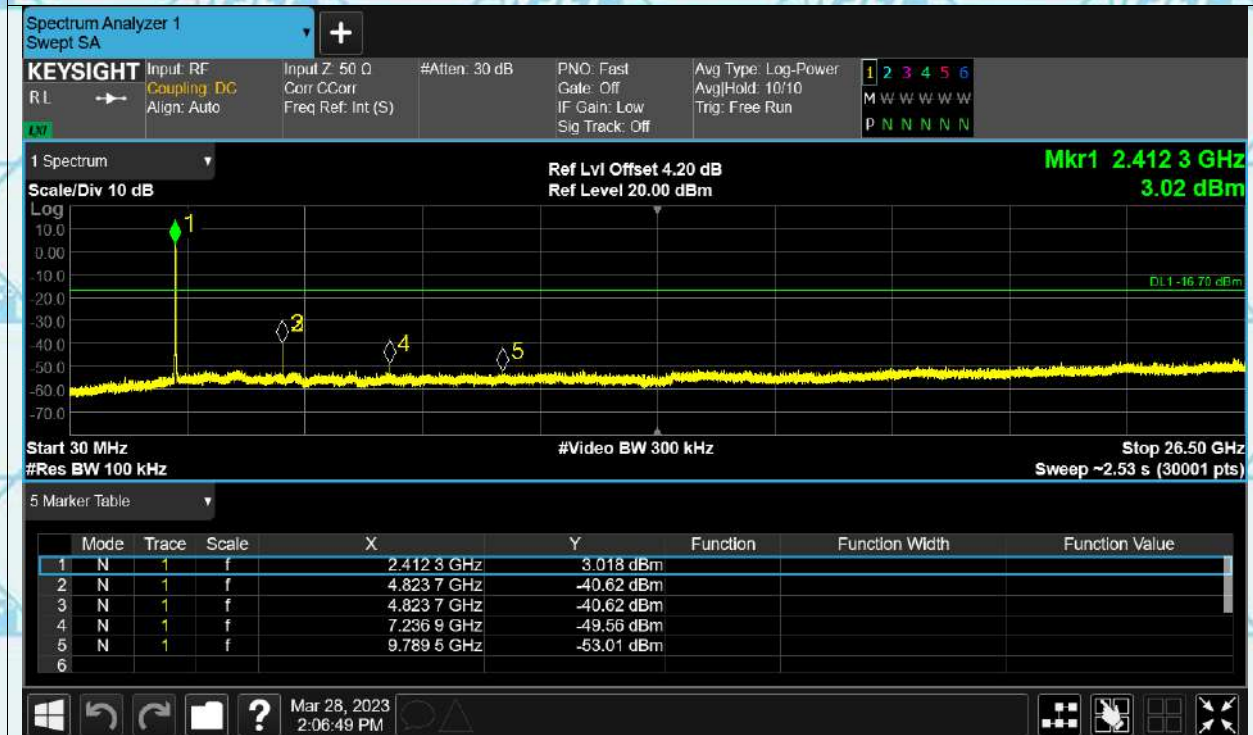 Spectrum Analyzer 1
Swept SA
+
KEYSIGHT
RL
LXI
Input: RF
Coupling: DC
Align: Auto
Input Z: 50 Ω
Corr CCorr
Freq Ref: Int (S)
#Atten: 30 dB
PNO: Fast
Gate: Off
IF Gain: Low
Sig Track: Off
Avg Type: Log-Power
Avg|Hold: 10/10
Trig: Free Run
1 2 3 4 5 6
M W W W W W
P N N N N N
1 Spectrum
Scale/Div 10 dB
Ref Lvl Offset 4.20 dB
Ref Level 20.00 dBm
Mkr1 2.412 3 GHz
3.02 dBm
Log
10.0
0.00
-10.0
-20.0
-30.0
-40.0
-50.0
-60.0
-70.0
1
DL1 -16.70 dBm
4
5
Start 30 MHz
#Res BW 100 kHz
#Video BW 300 kHz
Stop 26.50 GHz
Sweep ~2.53 s (30001 pts)
5 Marker Table
Mode Trace Scale X Y Function Function Width Function Value
1 N 1 f 2.412 3 GHz 3.018 dBm
2 N 1 f 4.823 7 GHz -40.62 dBm
3 N 1 f 4.823 7 GHz -40.62 dBm
4 N 1 f 7.236 9 GHz -49.56 dBm
5 N 1 f 9.789 5 GHz -53.01 dBm
6
?
Mar 28, 2023
2:06:49 PM